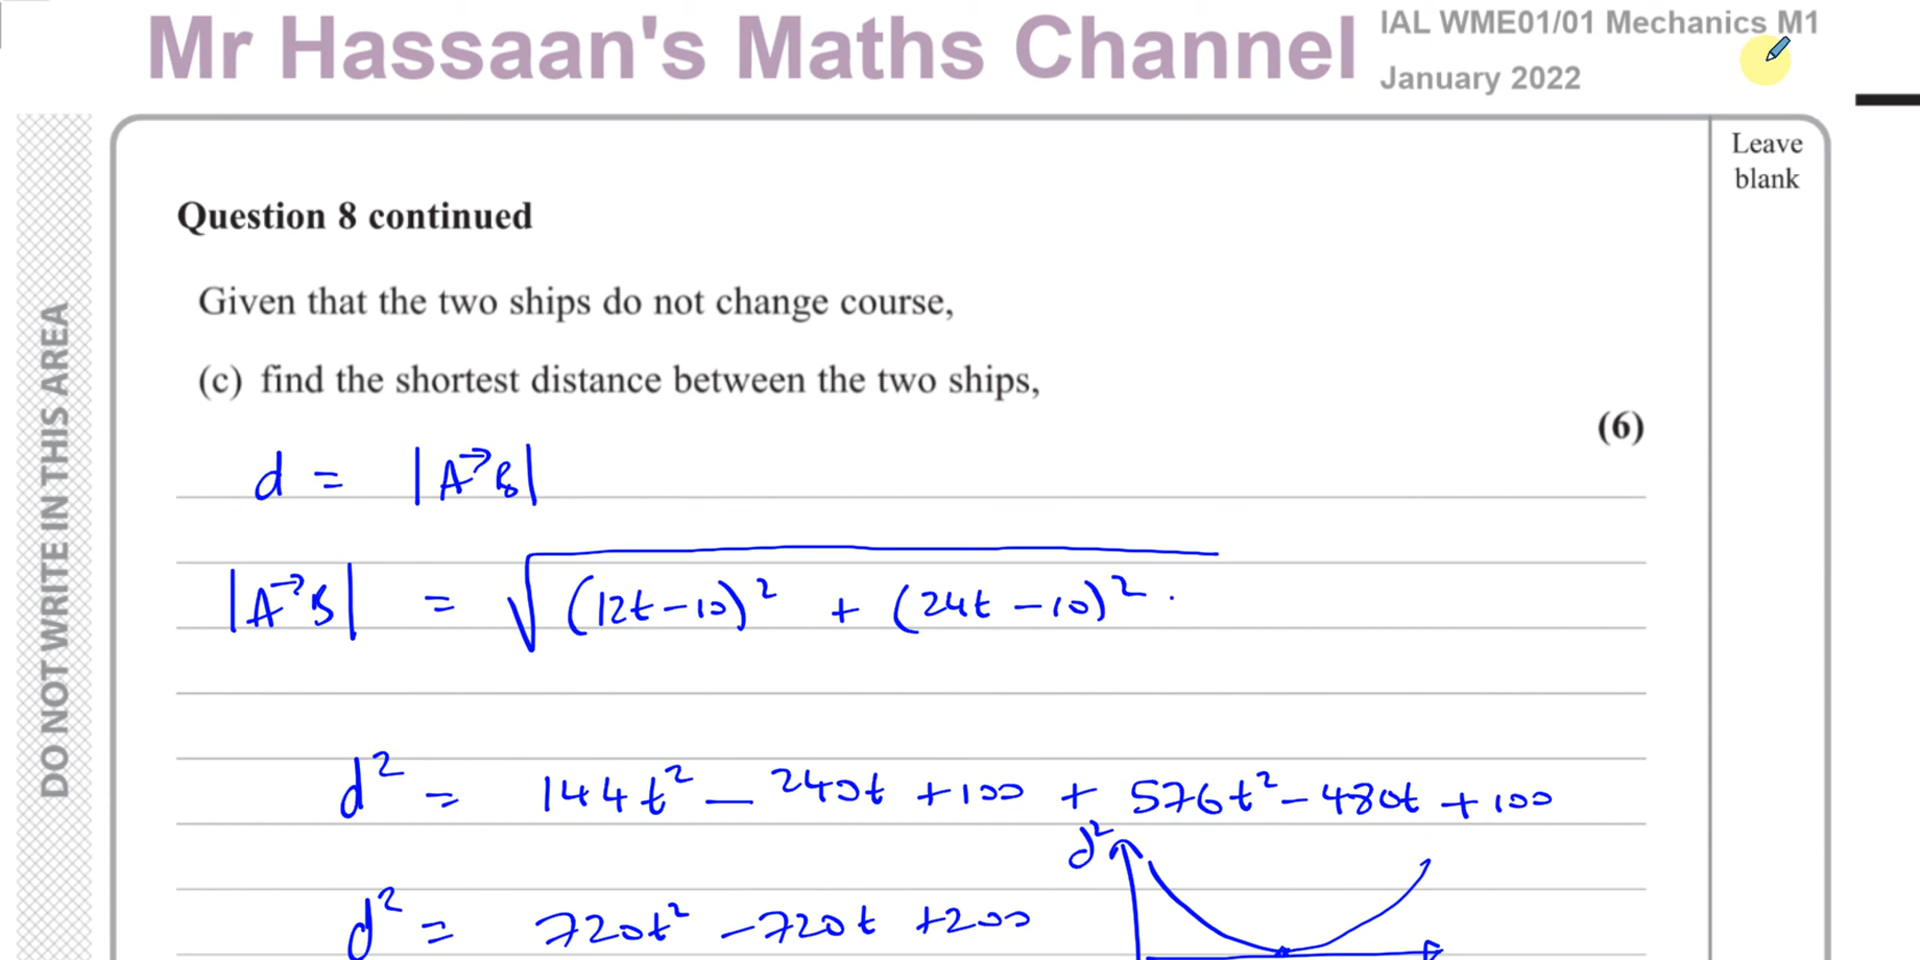 Mr Hassaan's Maths Channel
IAL WME01/01 Mechanics M1
January 2022
Leave
blank
DO NOT WRITE IN THIS AREA
Question 8 continued
Given that the two ships do not change course,
(c) find the shortest distance between the two ships,
(6)
d = |A→B|
|A→B| = √(12t-10)² + (24t-10)².
d² = 144t² - 240t +100 + 576t² - 480t +100
d²
d² = 720t² - 720t +200